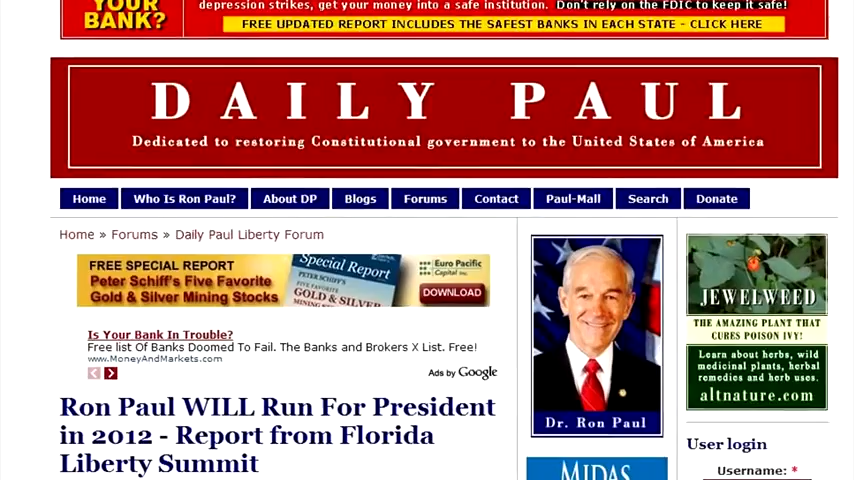 YOUR
BANK?
depression strikes, get your money into a safe institution. Don't rely on the FDIC to keep it safe!
FREE UPDATED REPORT INCLUDES THE SAFEST BANKS IN EACH STATE - CLICK HERE
DAILY PAUL
Dedicated to restoring Constitutional government to the United States of America
Home Who Is Ron Paul? About DP Blogs Forums Contact Paul-Mall Search Donate
Home » Forums » Daily Paul Liberty Forum
FREE SPECIAL REPORT
Peter Schiff's Five Favorite
Gold & Silver Mining Stocks
Special Report
PETER SCHIFF'S
FIVE FAVORITE
GOLD & SILVER
Euro Pacific
Capital Inc.
DOWNLOAD
Is Your Bank In Trouble?
Free list Of Banks Doomed To Fail. The Banks and Brokers X List. Free!
www.MoneyAndMarkets.com
Ads by Google
Ron Paul WILL Run For President
in 2012 - Report from Florida
Liberty Summit
Dr. Ron Paul
MIDAS
JEWELWEED
THE AMAZING PLANT THAT
CURES POISON IVY!
Learn about herbs, wild
medicinal plants, herbal
remedies and herb uses.
altnature.com
User login
Username: *